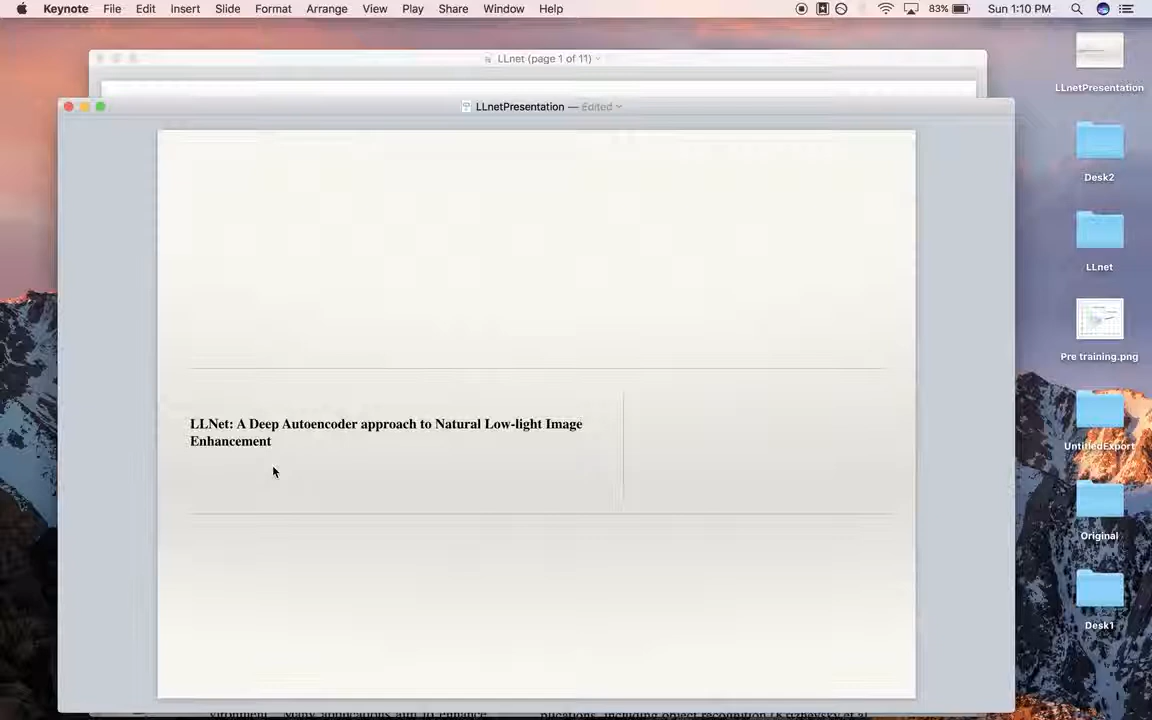 Keynote File Edit Insert Slide Format Arrange View Play Share Window Help 83% Sun 1:10 PM
LLnet (page 1 of 11)
LLnetPresentation — Edited
LLNet: A Deep Autoencoder approach to Natural Low-light Image
Enhancement
LLnetPresentation
Desk2
LLnet
Pre training.png
UntitledExport
Original
Desk1